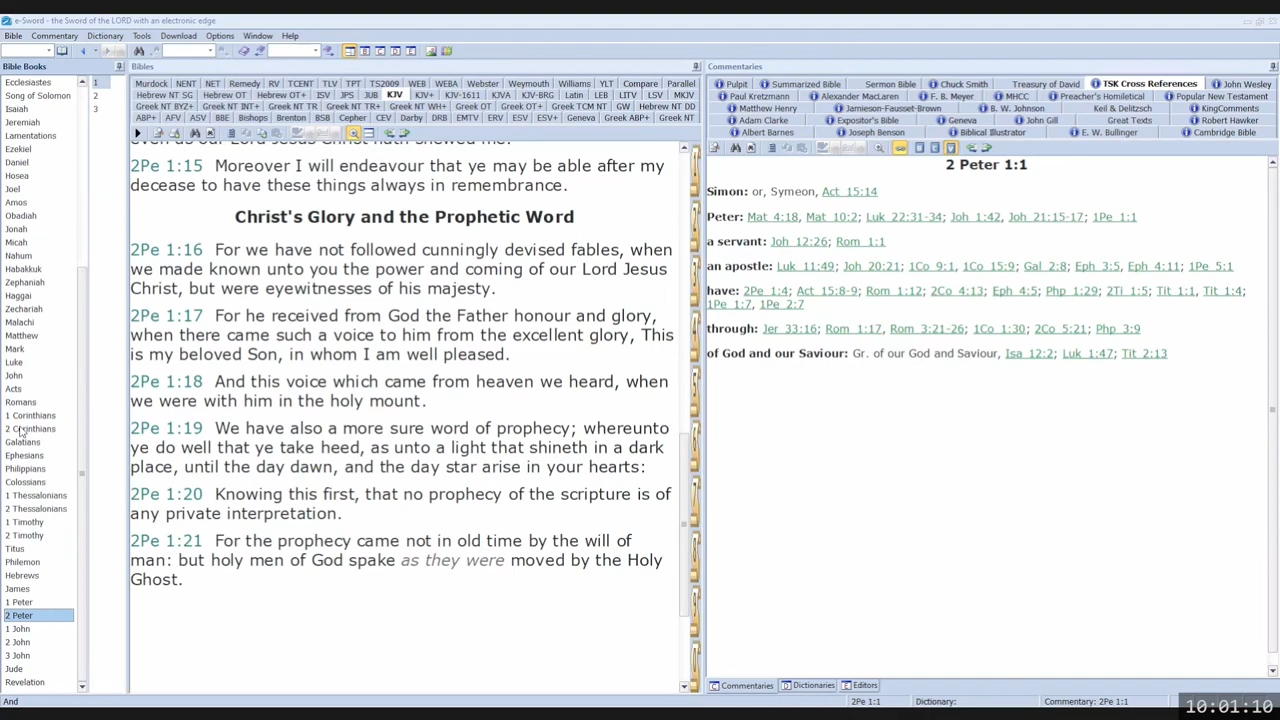 e-Sword - the Sword of the LORD with an electronic edge
Bible Commentary Dictionary Tools Download Options Window Help
Bible Books
Ecclesiastes
Song of Solomon
Isaiah
Jeremiah
Lamentations
Ezekiel
Daniel
Hosea
Joel
Amos
Obadiah
Jonah
Micah
Nahum
Habakkuk
Zephaniah
Haggai
Zechariah
Malachi
Matthew
Mark
Luke
John
Acts
Romans
1 Corinthians
2 Corinthians
Galatians
Ephesians
Philippians
Colossians
1 Thessalonians
2 Thessalonians
1 Timothy
2 Timothy
Titus
Philemon
Hebrews
James
1 Peter
2 Peter
1 John
2 John
3 John
Jude
Revelation
1
2
3
Bibles
Murdock NENT NET Remedy RV TCENT TLV TPT TS2009 WEB WEBA Webster Weymouth Williams YLT Compare Parallel
Hebrew NT SG Hebrew OT Hebrew OT+ ISV JPS JUB KJV KJV+ KJV-1611 KJVA KJV-BRG Latin LEB LITV LSV MKJV
Greek NT BYZ+ Greek NT INT+ Greek NT TR Greek NT TR+ Greek NT WH+ Greek OT Greek OT+ Greek TCM NT GW Hebrew NT DD
ABP+ AFV ASV BBE Bishops Brenton BSB Cepher CEV Darby DRB EMTV ERV ESV ESV+ Geneva Greek ABP+ Greek NT
2Pe 1:15 Moreover I will endeavour that ye may be able after my
decease to have these things always in remembrance.
Christ's Glory and the Prophetic Word
2Pe 1:16 For we have not followed cunningly devised fables, when
we made known unto you the power and coming of our Lord Jesus
Christ, but were eyewitnesses of his majesty.
2Pe 1:17 For he received from God the Father honour and glory,
when there came such a voice to him from the excellent glory, This
is my beloved Son, in whom I am well pleased.
2Pe 1:18 And this voice which came from heaven we heard, when
we were with him in the holy mount.
2Pe 1:19 We have also a more sure word of prophecy; whereunto
ye do well that ye take heed, as unto a light that shineth in a dark
place, until the day dawn, and the day star arise in your hearts:
2Pe 1:20 Knowing this first, that no prophecy of the scripture is of
any private interpretation.
2Pe 1:21 For the prophecy came not in old time by the will of
man: but holy men of God spake as they were moved by the Holy
Ghost.
Commentaries
Pulpit Summarized Bible Sermon Bible Chuck Smith Treasury of David TSK Cross References John Wesley
Paul Kretzmann Alexander MacLaren F. B. Meyer MHCC Preacher's Homiletical Popular New Testament
Matthew Henry Jamieson-Fausset-Brown B. W. Johnson Keil & Delitzsch KingComments
Adam Clarke Expositor's Bible Geneva John Gill Great Texts Robert Hawker
Albert Barnes Joseph Benson Biblical Illustrator E. W. Bullinger Cambridge Bible
2 Peter 1:1
Simon: or, Symeon, Act 15:14
Peter: Mat 4:18, Mat 10:2; Luk 22:31-34; Joh 1:42, Joh 21:15-17; 1Pe 1:1
a servant: Joh 12:26; Rom 1:1
an apostle: Luk 11:49; Joh 20:21; 1Co 9:1, 1Co 15:9; Gal 2:8; Eph 3:5, Eph 4:11; 1Pe 5:1
have: 2Pe 1:4; Act 15:8-9; Rom 1:12; 2Co 4:13; Eph 4:5; Php 1:29; 2Ti 1:5; Tit 1:1, Tit 1:4;
1Pe 1:7, 1Pe 2:7
through: Jer 33:16; Rom 1:17, Rom 3:21-26; 1Co 1:30; 2Co 5:21; Php 3:9
of God and our Saviour: Gr. of our God and Saviour, Isa 12:2; Luk 1:47; Tit 2:13
Commentaries Dictionaries Editors
And
2Pe 1:1 Dictionary: Commentary: 2Pe 1:1
10:01:10